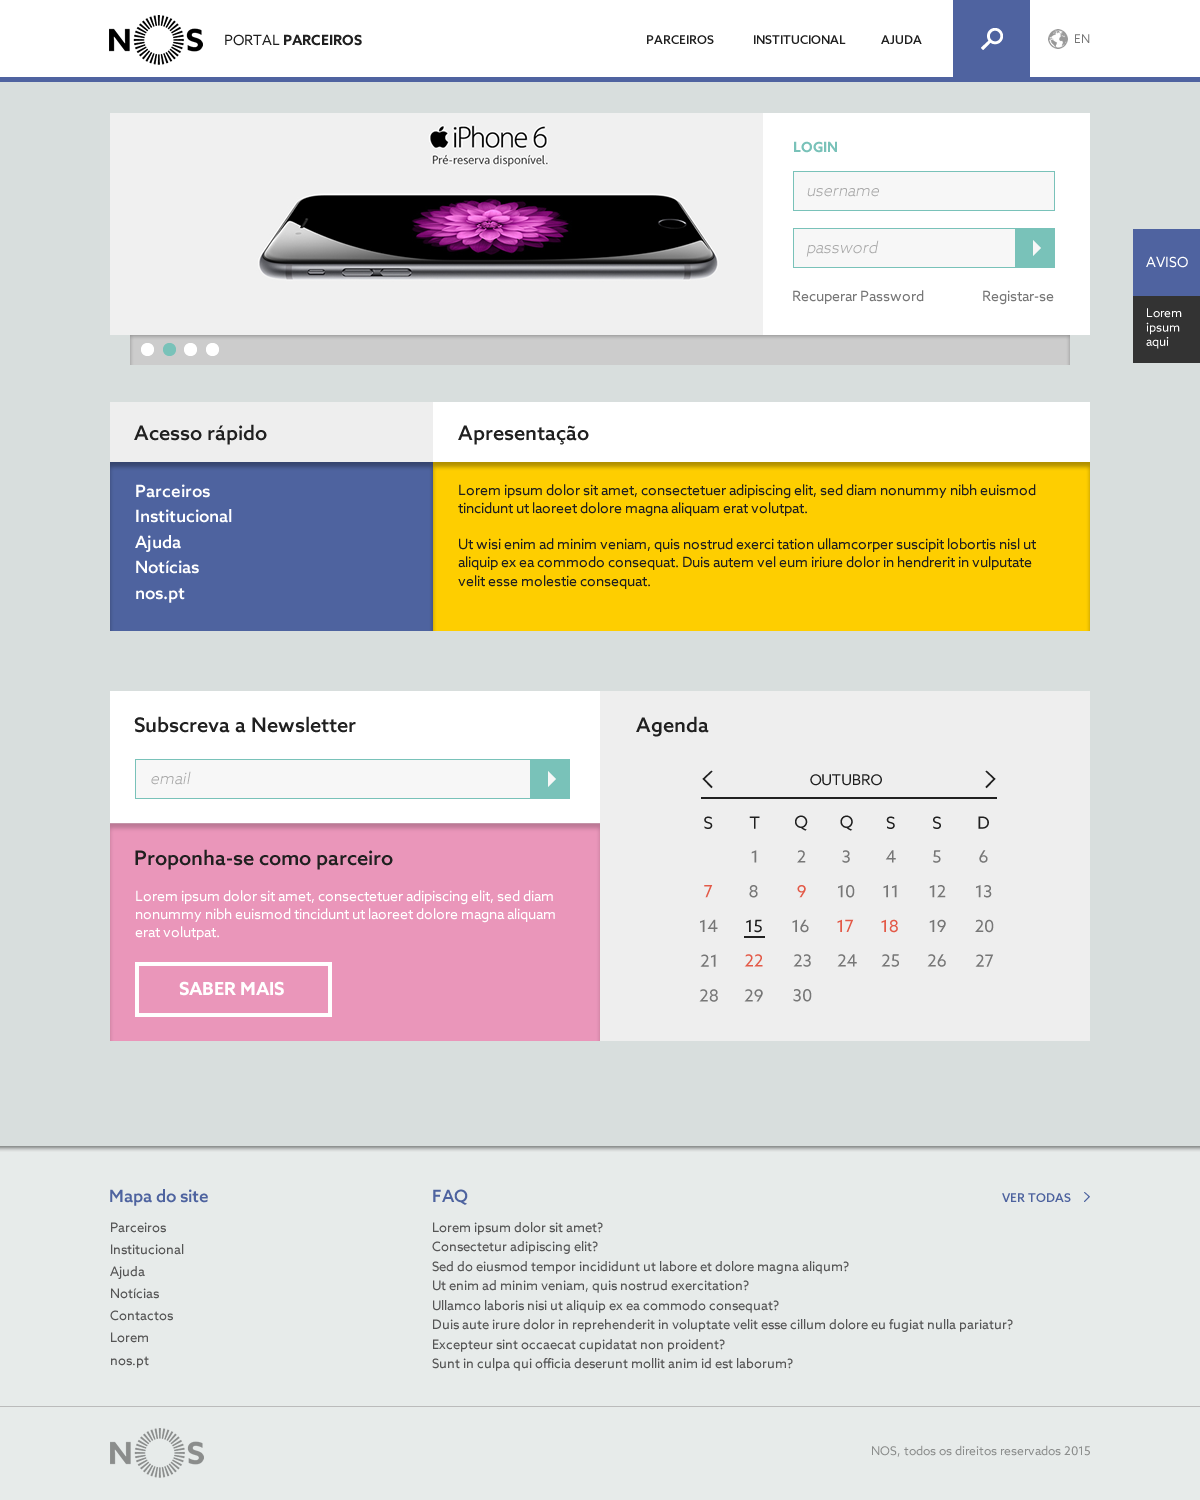 NOS PORTAL PARCEIROS
PARCEIROS INSTITUCIONAL AJUDA EN
iPhone 6
Pré-reserva disponível.
LOGIN
username
password
Recuperar Password Registar-se
AVISO
Lorem
ipsum
aqui
Acesso rápido
Parceiros
Institucional
Ajuda
Notícias
nos.pt
Apresentação
Lorem ipsum dolor sit amet, consectetuer adipiscing elit, sed diam nonummy nibh euismod
tincidunt ut laoreet dolore magna aliquam erat volutpat.
Ut wisi enim ad minim veniam, quis nostrud exerci tation ullamcorper suscipit lobortis nisl ut
aliquip ex ea commodo consequat. Duis autem vel eum iriure dolor in hendrerit in vulputate
velit esse molestie consequat.
Subscreva a Newsletter
email
Proponha-se como parceiro
Lorem ipsum dolor sit amet, consectetuer adipiscing elit, sed diam
nonummy nibh euismod tincidunt ut laoreet dolore magna aliquam
erat volutpat.
SABER MAIS
Agenda
OUTUBRO
S T Q Q S S D
1 2 3 4 5 6
7 8 9 10 11 12 13
14 15 16 17 18 19 20
21 22 23 24 25 26 27
28 29 30
Mapa do site
Parceiros
Institucional
Ajuda
Notícias
Contactos
Lorem
nos.pt
FAQ
VER TODAS
Lorem ipsum dolor sit amet?
Consectetur adipiscing elit?
Sed do eiusmod tempor incididunt ut labore et dolore magna aliqum?
Ut enim ad minim veniam, quis nostrud exercitation?
Ullamco laboris nisi ut aliquip ex ea commodo consequat?
Duis aute irure dolor in reprehenderit in voluptate velit esse cillum dolore eu fugiat nulla pariatur?
Excepteur sint occaecat cupidatat non proident?
Sunt in culpa qui officia deserunt mollit anim id est laborum?
NOS
NOS, todos os direitos reservados 2015